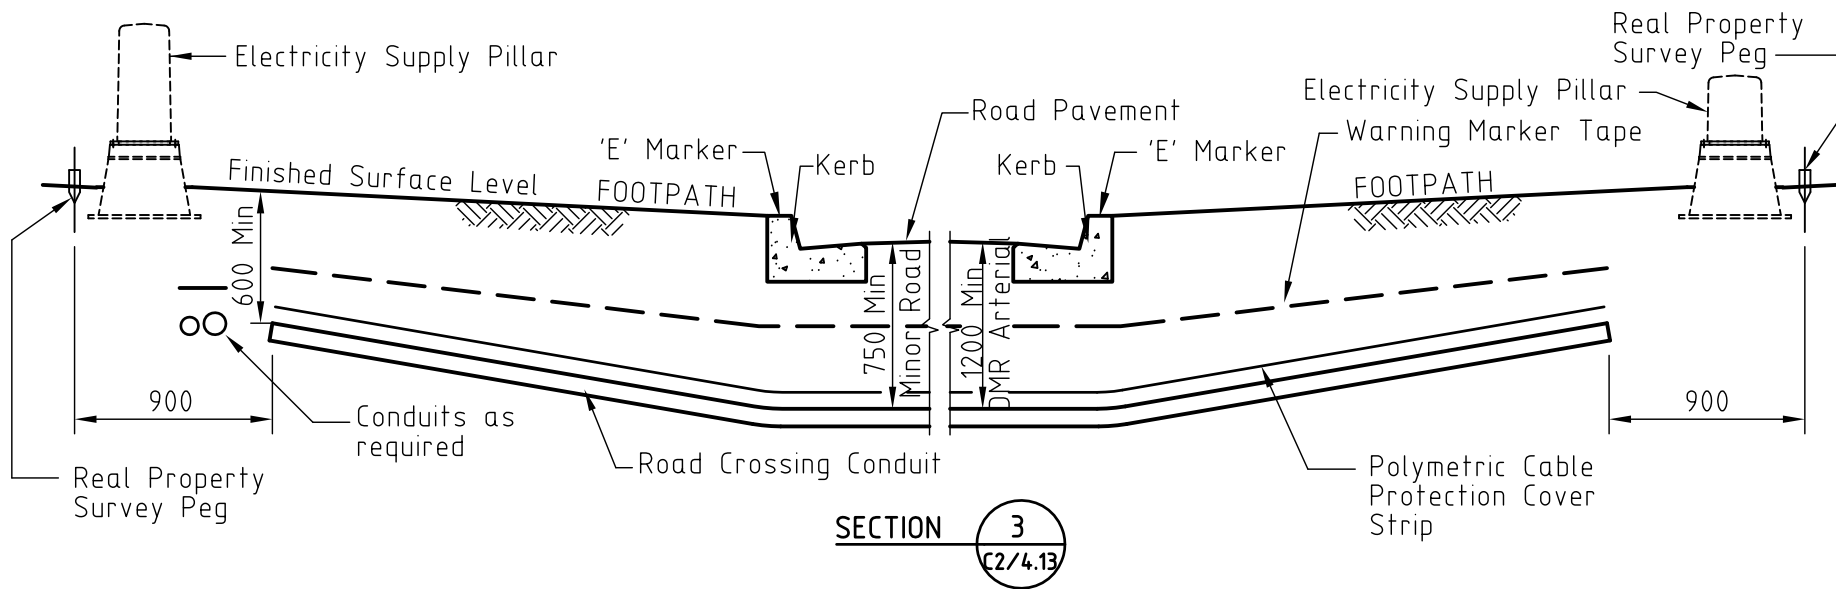 Real Property
Survey Peg
Electricity Supply Pillar
Electricity Supply Pillar
Road Pavement
Warning Marker Tape
'E' Marker
Kerb
Kerb
'E' Marker
Finished Surface Level
FOOTPATH
FOOTPATH
600 Min
750 Min
Minor Road
1200 Min
DMR Arterial
900
900
Conduits as
required
Road Crossing Conduit
Real Property
Survey Peg
Polymetric Cable
Protection Cover
Strip
SECTION
3
C2/4.13